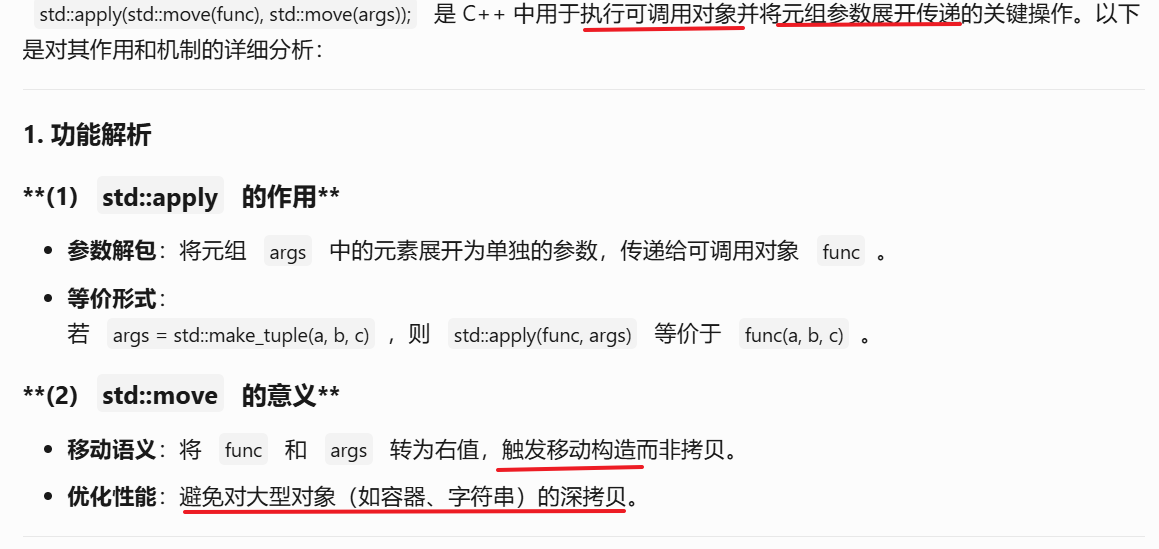 std::apply(std::move(func), std::move(args)); 是 C++ 中用于执行可调用对象并将元组参数展开传递的关键操作。以下
是对其作用和机制的详细分析：
1. 功能解析
**(1) std::apply 的作用**
• 参数解包：将元组 args 中的元素展开为单独的参数，传递给可调用对象 func 。
• 等价形式：
若 args = std::make_tuple(a, b, c) ，则 std::apply(func, args) 等价于 func(a, b, c) 。
**(2) std::move 的意义**
• 移动语义：将 func 和 args 转为右值，触发移动构造而非拷贝。
• 优化性能：避免对大型对象（如容器、字符串）的深拷贝。